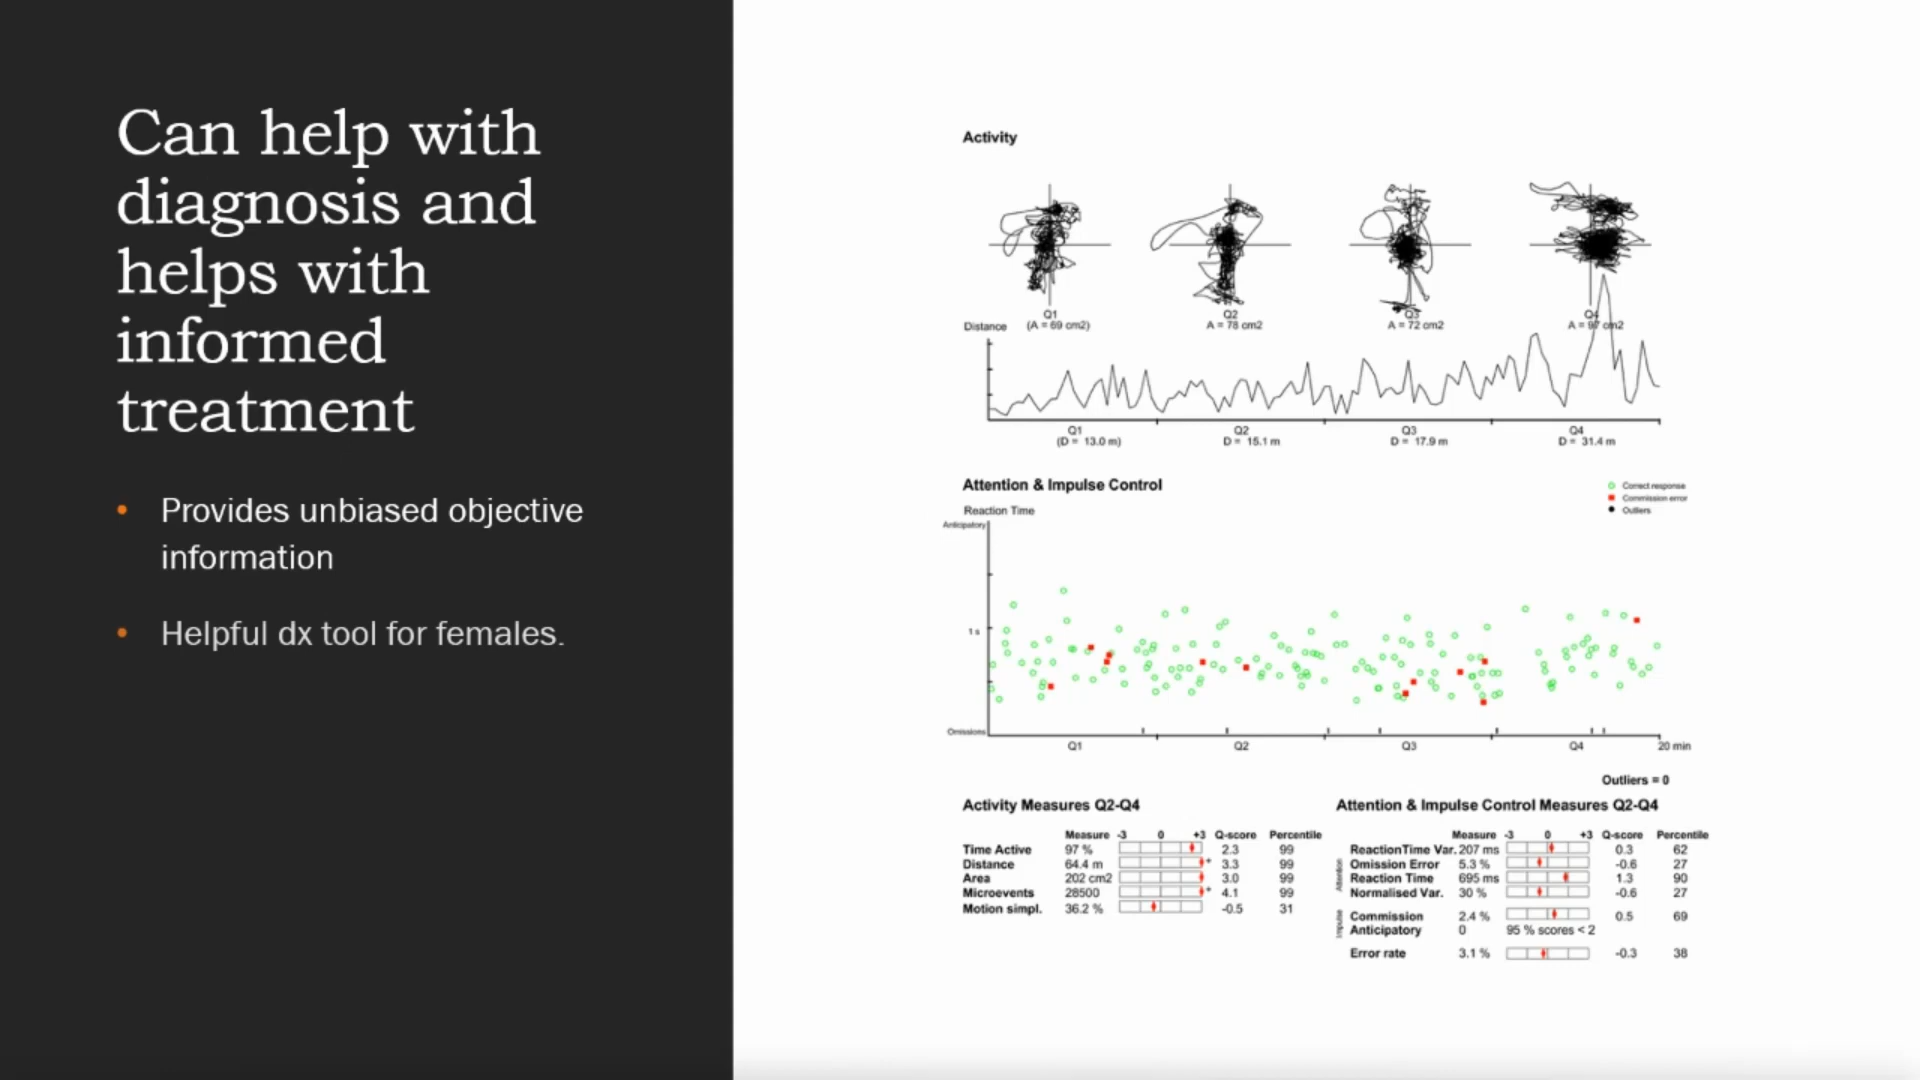 Can help with
diagnosis and
helps with
informed
treatment
• Provides unbiased objective
information
• Helpful dx tool for females.
Activity
Q1 Q2 Q3 Q4
Distance (A = 69 cm2) A = 78 cm2 A = 72 cm2 A = 97 cm2
Q1 Q2 Q3 Q4
(D = 13.0 m) D = 15.1 m D = 17.9 m D = 31.4 m
Attention & Impulse Control
Correct response
Commission error
Outliers
Reaction Time
Anticipatory
1 s
Omissions
Q1 Q2 Q3 Q4 20 min
Outliers = 0
Activity Measures Q2-Q4
Measure -3 0 +3 Q-score Percentile
Time Active 97 % 2.3 99
Distance 64.4 m * 3.3 99
Area 202 cm2 3.0 99
Microevents 28500 * 4.1 99
Motion simpl. 36.2 % -0.5 31
Attention & Impulse Control Measures Q2-Q4
Measure -3 0 +3 Q-score Percentile
Attention
ReactionTime Var. 207 ms 0.3 62
Omission Error 5.3 % -0.6 27
Reaction Time 695 ms 1.3 90
Normalised Var. 30 % -0.6 27
Impulse
Commission 2.4 % 0.5 69
Anticipatory 0 95 % scores < 2
Error rate 3.1 % -0.3 38